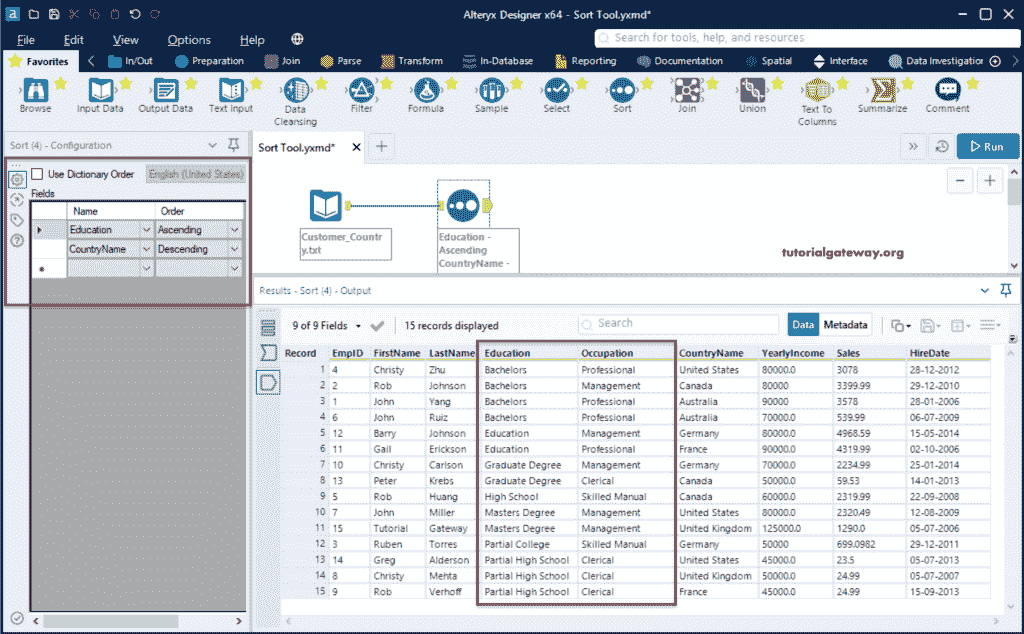 Alteryx Designer x64 - Sort Tool.yxmd*
File Edit View Options Help
Search for tools, help, and resources
Favorites In/Out Preparation Join Parse Transform In-Database Reporting Documentation Spatial Interface Data Investigation
Browse Input Data Output Data Text Input Data Cleansing Filter Formula Sample Select Sort Join Union Text To Columns Summarize Comment
Sort (4) - Configuration
Sort Tool.yxmd*
Run
Use Dictionary Order English (United States)
Fields
Name Order
Education Ascending
CountryName Descending
Customer_Countr
y.txt
Education -
Ascending
CountryName -
tutorialgateway.org
Results - Sort (4) - Output
9 of 9 Fields 15 records displayed Search Data Metadata
Record EmpID FirstName LastName Education Occupation CountryName YearlyIncome Sales HireDate
1 4 Christy Zhu Bachelors Professional United States 80000.0 3078 28-12-2012
2 2 Rob Johnson Bachelors Management Canada 80000 3399.99 29-12-2010
3 1 John Yang Bachelors Professional Australia 90000 3578 28-01-2006
4 6 John Ruiz Bachelors Professional Australia 70000.0 539.99 06-07-2009
5 12 Barry Johnson Education Management Germany 80000.0 4968.59 15-05-2014
6 11 Gail Erickson Education Professional France 90000.0 4319.99 02-10-2006
7 10 Christy Carlson Graduate Degree Management Germany 70000.0 2234.99 25-01-2014
8 13 Peter Krebs Graduate Degree Clerical Canada 50000.0 59.53 14-01-2013
9 5 Rob Huang High School Skilled Manual Canada 60000.0 2319.99 22-09-2008
10 7 John Miller Masters Degree Management United States 80000.0 2320.49 12-08-2009
11 15 Tutorial Gateway Masters Degree Management United Kingdom 125000.0 1290.0 05-07-2006
12 3 Ruben Torres Partial College Skilled Manual Germany 50000 699.0982 29-12-2011
13 14 Greg Alderson Partial High School Clerical United States 45000.0 23.5 05-07-2013
14 8 Christy Mehta Partial High School Clerical United Kingdom 50000.0 24.99 05-07-2007
15 9 Rob Verhoff Partial High School Clerical France 45000.0 24.99 15-09-2013